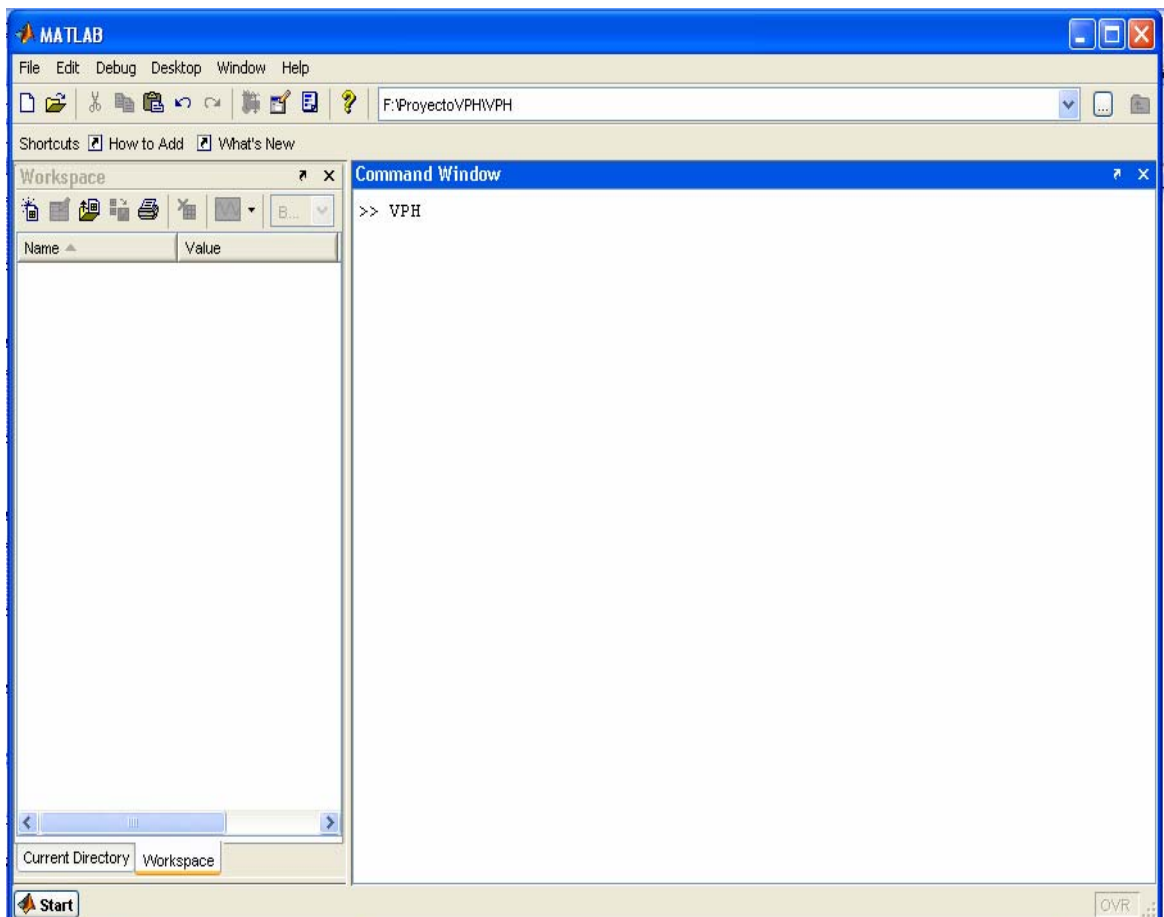 MATLAB
File Edit Debug Desktop Window Help
F:\ProyectoVPH\VPH
Shortcuts How to Add What's New
Workspace
B...
Name Value
Current Directory Workspace
Command Window
>> VPH
Start
OVR